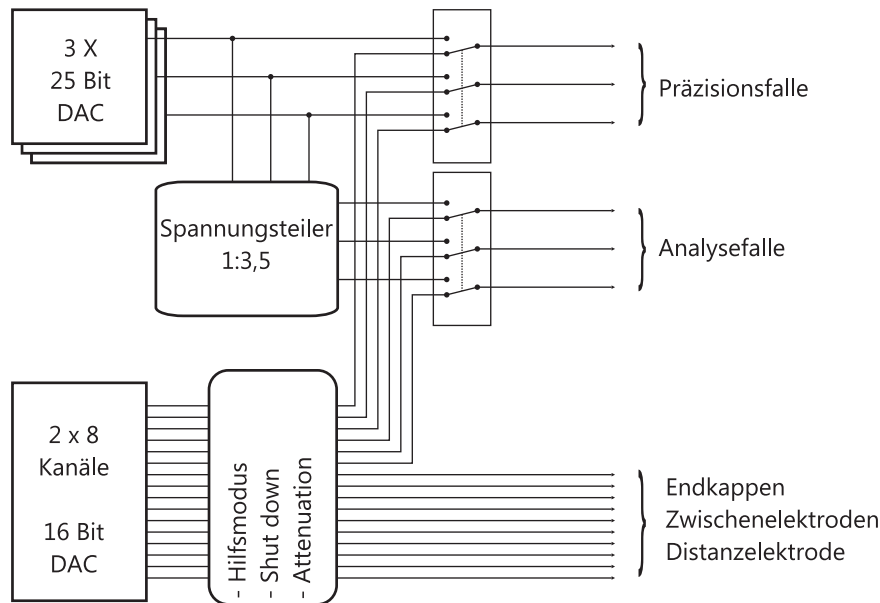 3 X
25 Bit
DAC
Präzisionsfalle
Spannungsteiler
1:3,5
Analysefalle
2 x 8
Kanäle
16 Bit
DAC
- Hilfsmodus
- Shut down
- Attenuation
Endkappen
Zwischenelektroden
Distanzelektrode